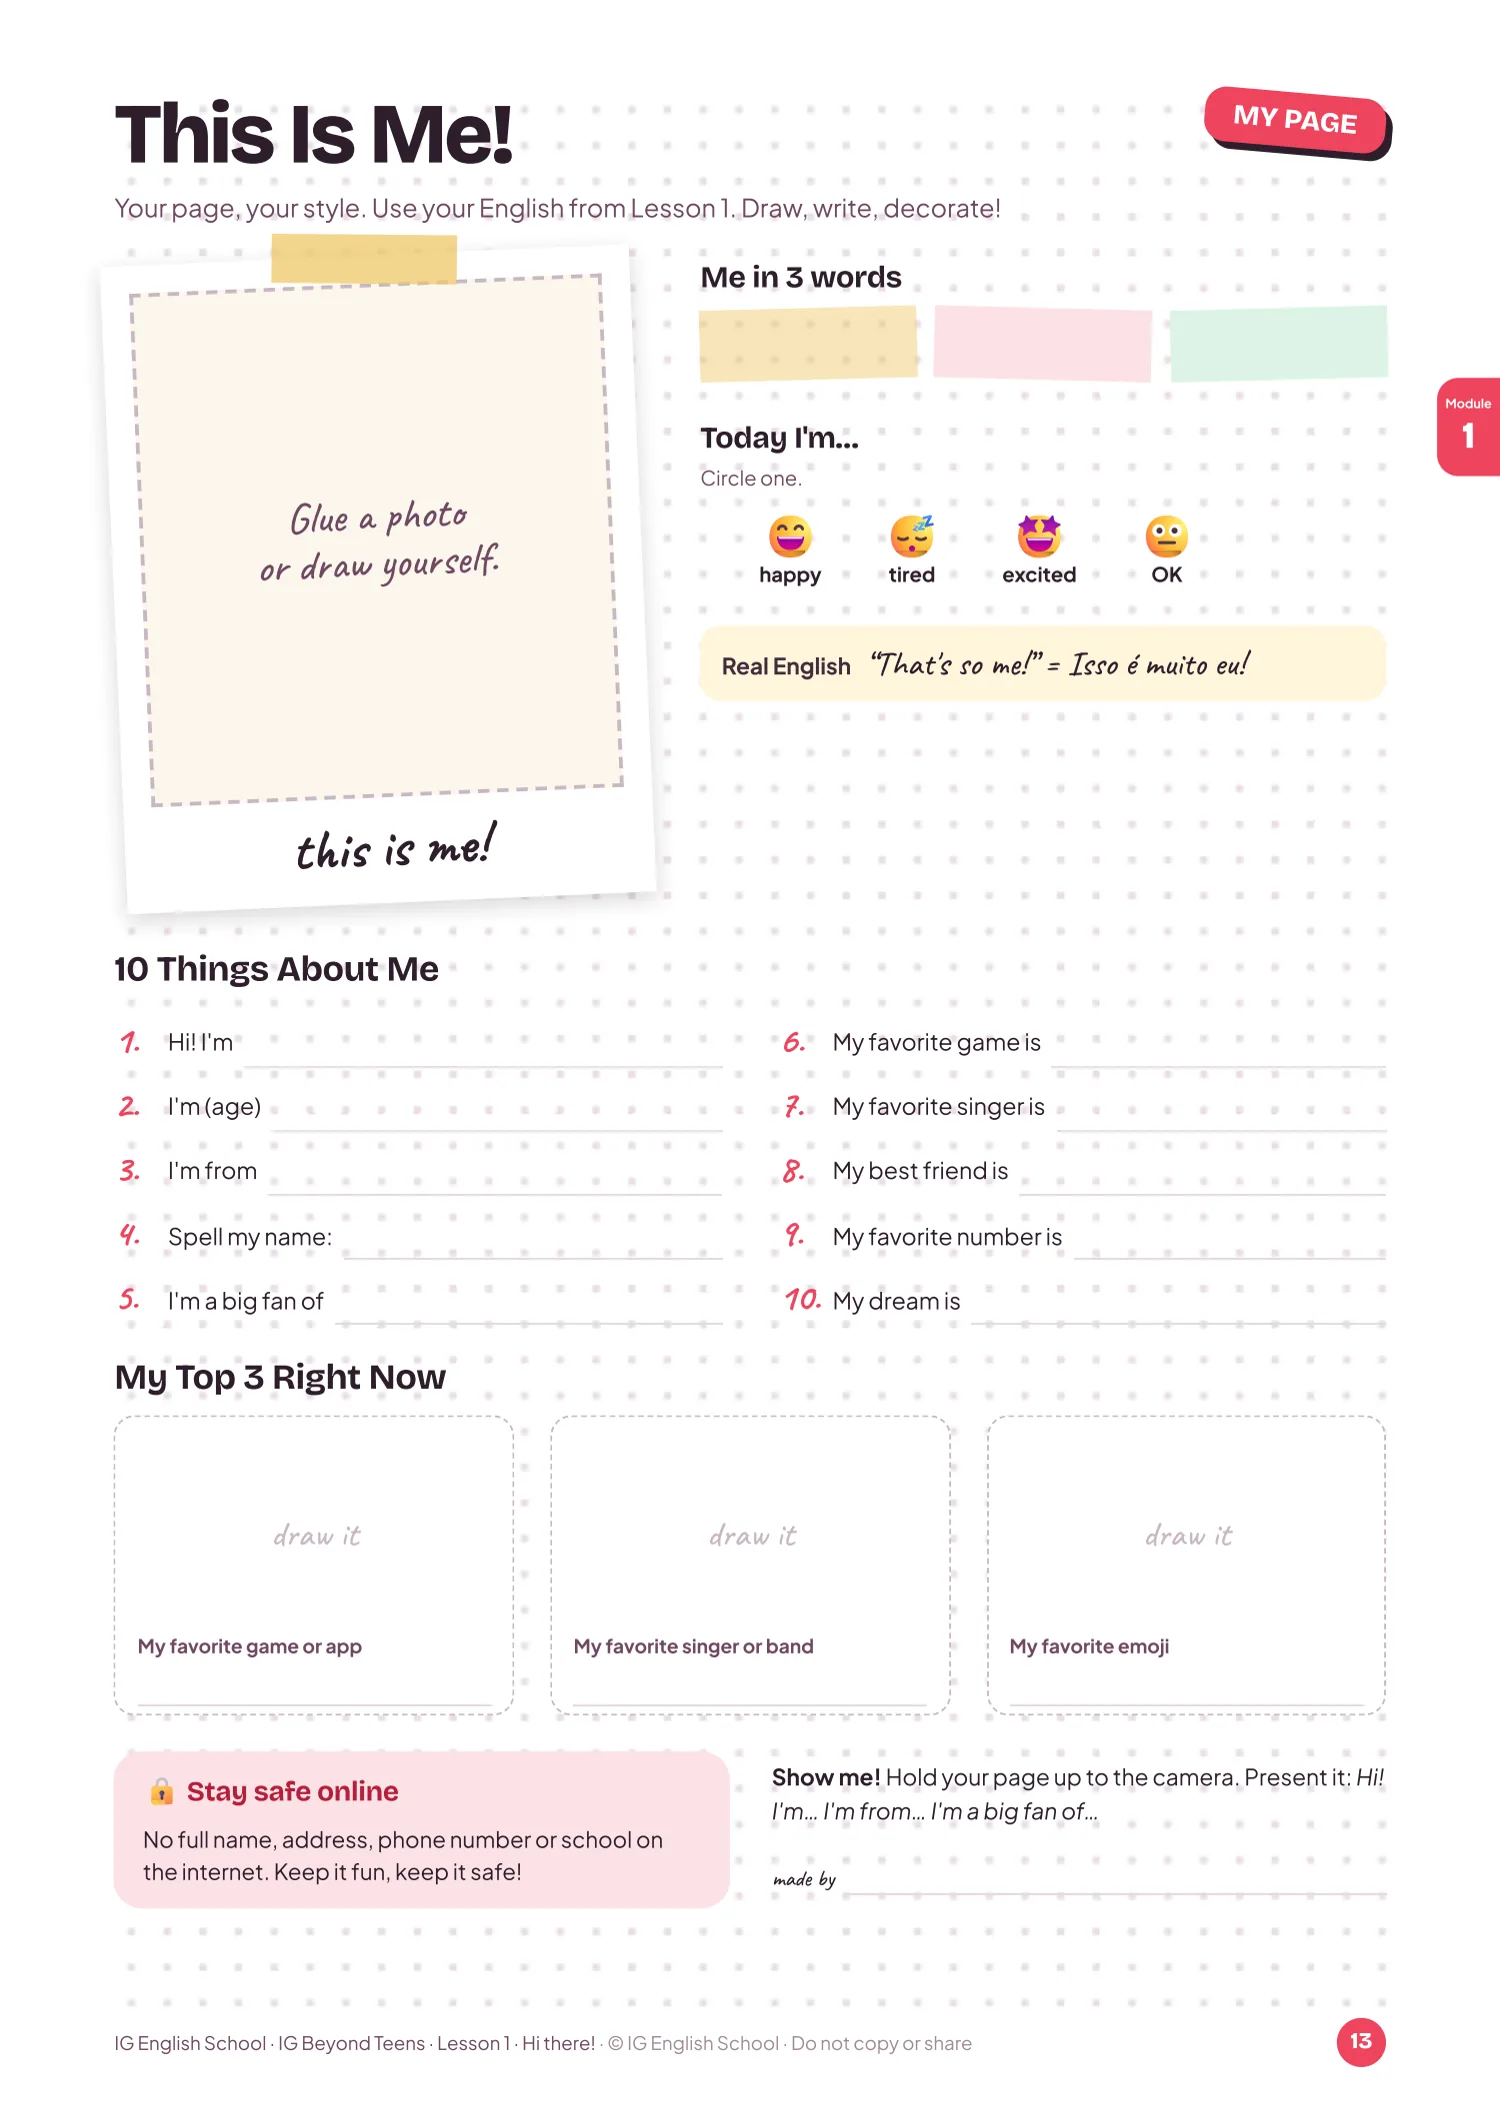 This Is Me!
MY PAGE
Your page, your style. Use your English from Lesson 1. Draw, write, decorate!
Glue a photo
or draw yourself.
this is me!
Me in 3 words
Today I'm...
Circle one.
happy
tired
excited
OK
Real English "That's so me!" = Isso é muito eu!
Module
1
10 Things About Me
1. Hi! I'm
2. I'm (age)
3. I'm from
4. Spell my name:
5. I'm a big fan of
6. My favorite game is
7. My favorite singer is
8. My best friend is
9. My favorite number is
10. My dream is
My Top 3 Right Now
draw it
My favorite game or app
draw it
My favorite singer or band
draw it
My favorite emoji
Stay safe online
No full name, address, phone number or school on
the internet. Keep it fun, keep it safe!
Show me! Hold your page up to the camera. Present it: Hi!
I'm... I'm from... I'm a big fan of...
made by
IG English School · IG Beyond Teens · Lesson 1 · Hi there! · © IG English School · Do not copy or share
13